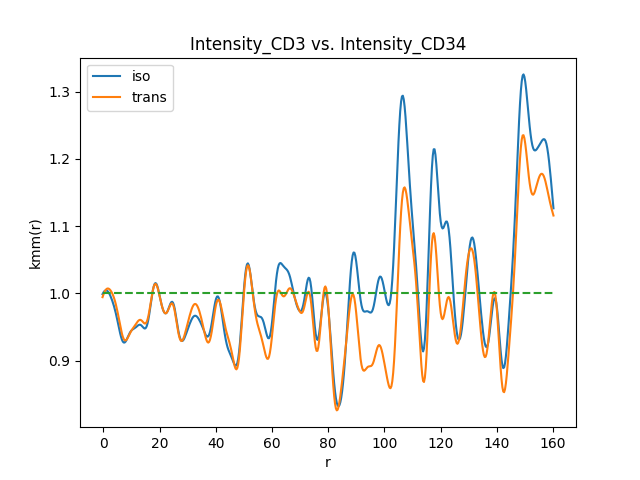 Intensity_CD3 vs. Intensity_CD34
iso
trans
1.3
1.2
1.1
1.0
0.9
kmm(r)
0 20 40 60 80 100 120 140 160
r